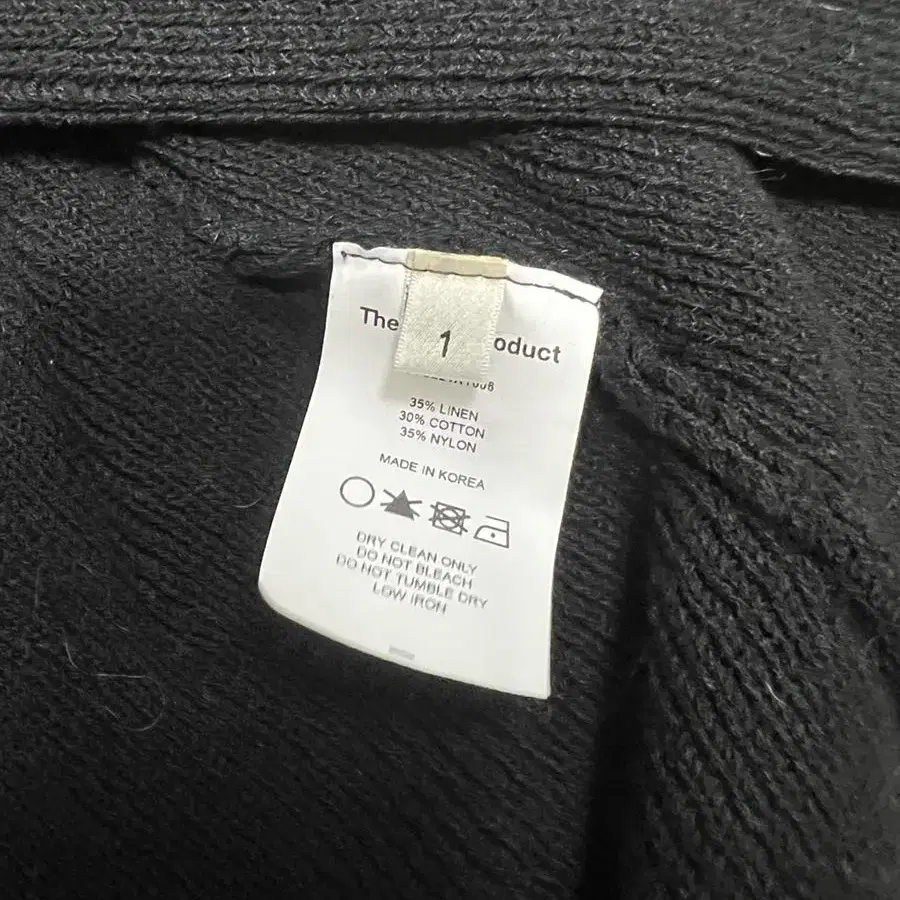 The oduct
1
35% LINEN
30% COTTON
35% NYLON
MADE IN KOREA
DRY CLEAN ONLY
DO NOT BLEACH
DO NOT TUMBLE DRY
LOW IRON